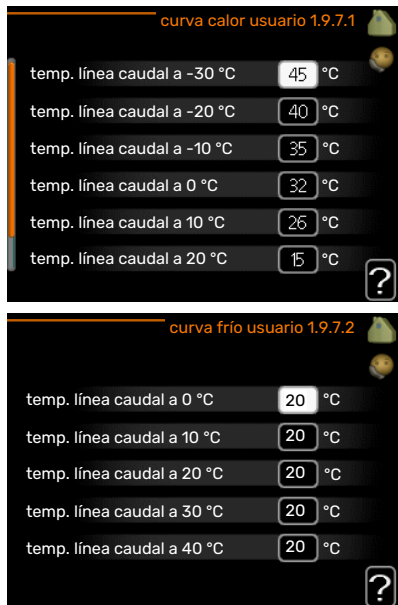 curva calor usuario 1.9.7.1
temp. línea caudal a -30 °C 45 °C
temp. línea caudal a -20 °C 40 °C
temp. línea caudal a -10 °C 35 °C
temp. línea caudal a 0 °C 32 °C
temp. línea caudal a 10 °C 26 °C
temp. línea caudal a 20 °C 15 °C
?
curva frío usuario 1.9.7.2
temp. línea caudal a 0 °C 20 °C
temp. línea caudal a 10 °C 20 °C
temp. línea caudal a 20 °C 20 °C
temp. línea caudal a 30 °C 20 °C
temp. línea caudal a 40 °C 20 °C
?